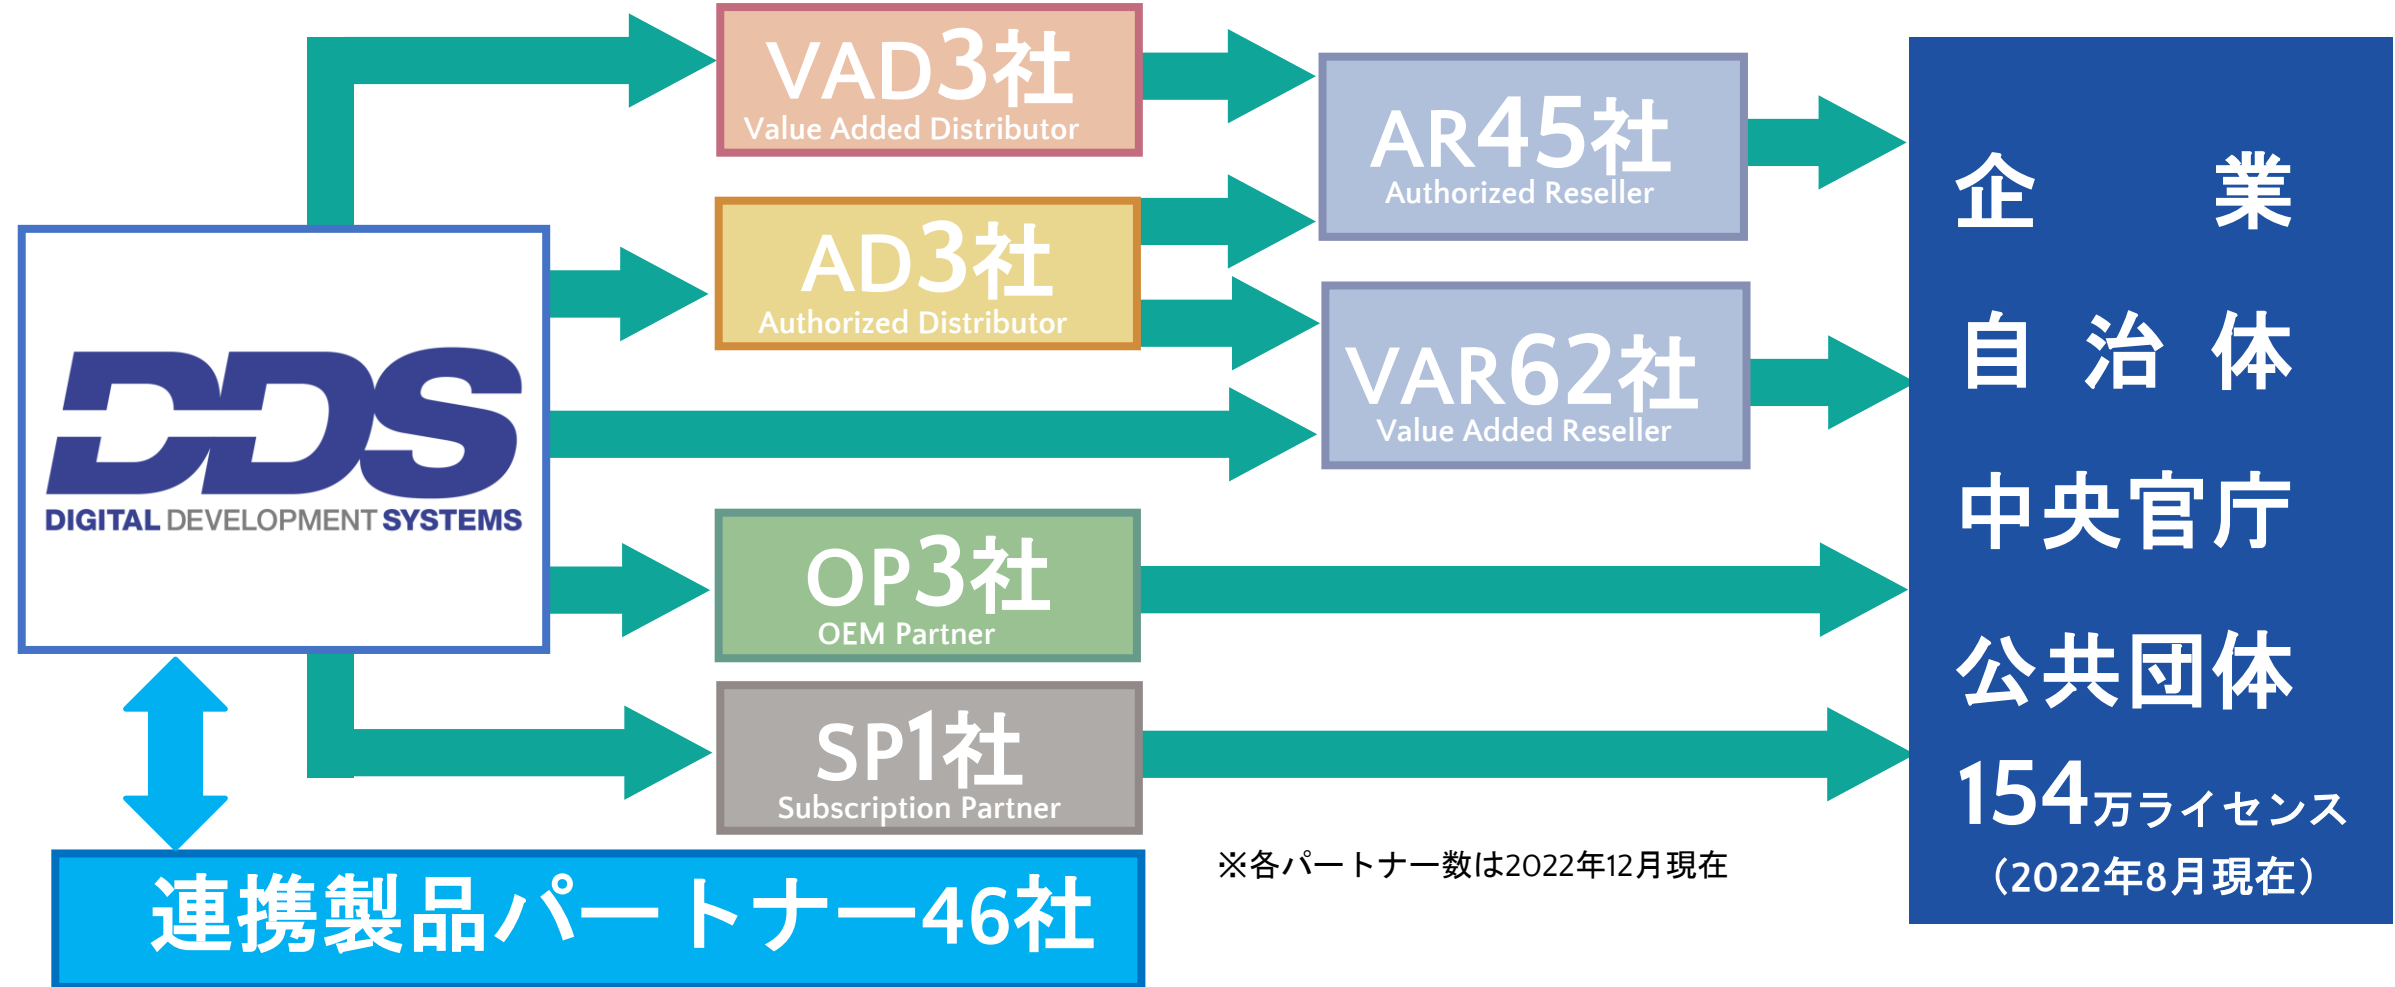 VAD3社
Value Added Distributor
AR45社
Authorized Reseller
AD3社
Authorized Distributor
VAR62社
Value Added Reseller
DDS
DIGITAL DEVELOPMENT SYSTEMS
OP3社
OEM Partner
SP1社
Subscription Partner
連携製品パートナー46社
※各パートナー数は2022年12月現在
企業
自治体
中央官庁
公共団体
154万ライセンス
（2022年8月現在）